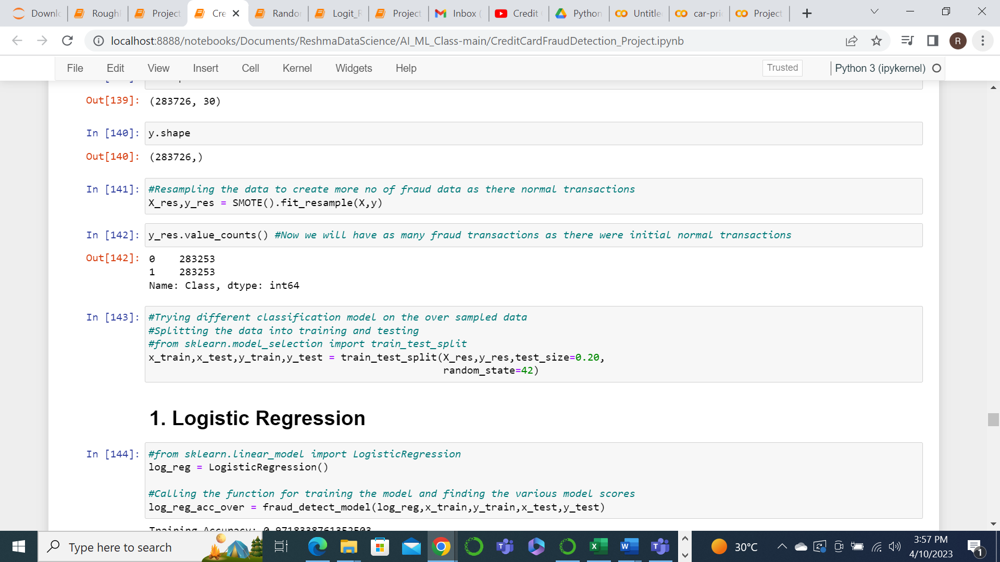 Downl
Roughl
Project
Cre
Randor
Logit_R
Project
Inbox (
Credit
Python
Untitle
car-pri
Project
localhost:8888/notebooks/Documents/ReshmaDataScience/AI_ML_Class-main/CreditCardFraudDetection_Project.ipynb
R
File Edit View Insert Cell Kernel Widgets Help
Trusted
Python 3 (ipykernel)
Out[139]: (283726, 30)
In [140]: y.shape
Out[140]: (283726,)
In [141]: #Resampling the data to create more no of fraud data as there normal transactions
X_res,y_res = SMOTE().fit_resample(X,y)
In [142]: y_res.value_counts() #Now we will have as many fraud transactions as there were initial normal transactions
Out[142]: 0    283253
1    283253
Name: Class, dtype: int64
In [143]: #Trying different classification model on the over sampled data
#Splitting the data into training and testing
#from sklearn.model_selection import train_test_split
x_train,x_test,y_train,y_test = train_test_split(X_res,y_res,test_size=0.20,
random_state=42)
1. Logistic Regression
In [144]: #from sklearn.linear_model import LogisticRegression
log_reg = LogisticRegression()
#Calling the function for training the model and finding the various model scores
log_reg_acc_over = fraud_detect_model(log_reg,x_train,y_train,x_test,y_test)
Training Accuracy: 0.9718338761352503
Type here to search
30°C
3:57 PM
4/10/2023
1